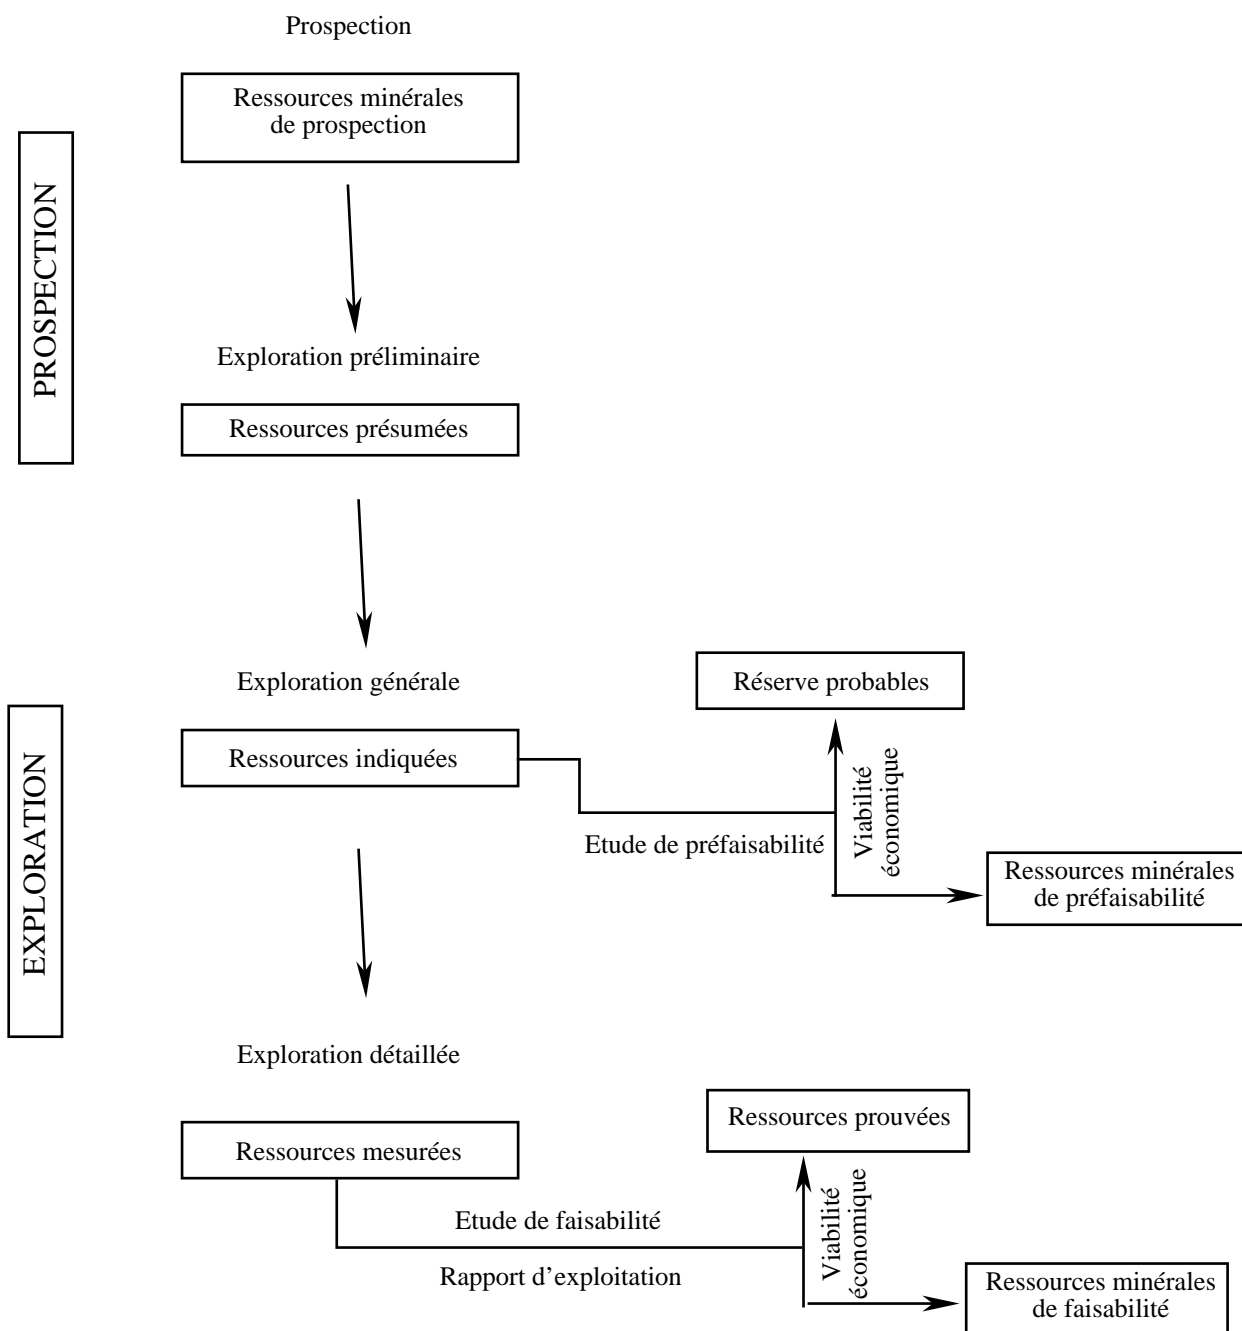 Prospection
Ressources minérales
de prospection
PROSPECTION
Exploration préliminaire
Ressources présumées
Exploration générale
Réserve probables
EXPLORATION
Ressources indiquées
Viabilité
économique
Etude de préfaisabilité
Ressources minérales
de préfaisabilité
Exploration détaillée
Ressources prouvées
Ressources mesurées
Viabilité
économique
Etude de faisabilité
Rapport d’exploitation
Ressources minérales
de faisabilité